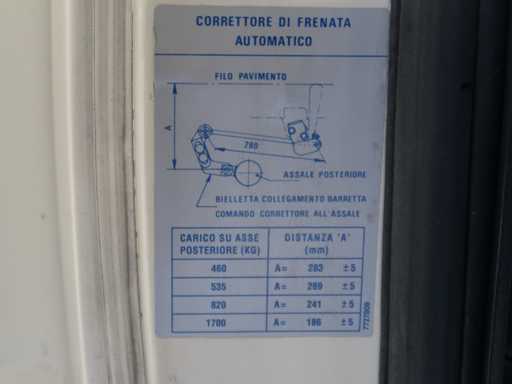 CORRETTORE DI FRENATA
AUTOMATICO
FILO PAVIMENTO
A
780
ASSALE POSTERIORE
BIELLETTA COLLEGAMENTO BARRETTA
COMANDO CORRETTORE ALL'ASSALE
CARICO SU ASSE POSTERIORE (KG) DISTANZA 'A' (mm)
460 A= 283 ±5
535 A= 269 ±5
820 A= 241 ±5
1700 A= 186 ±5